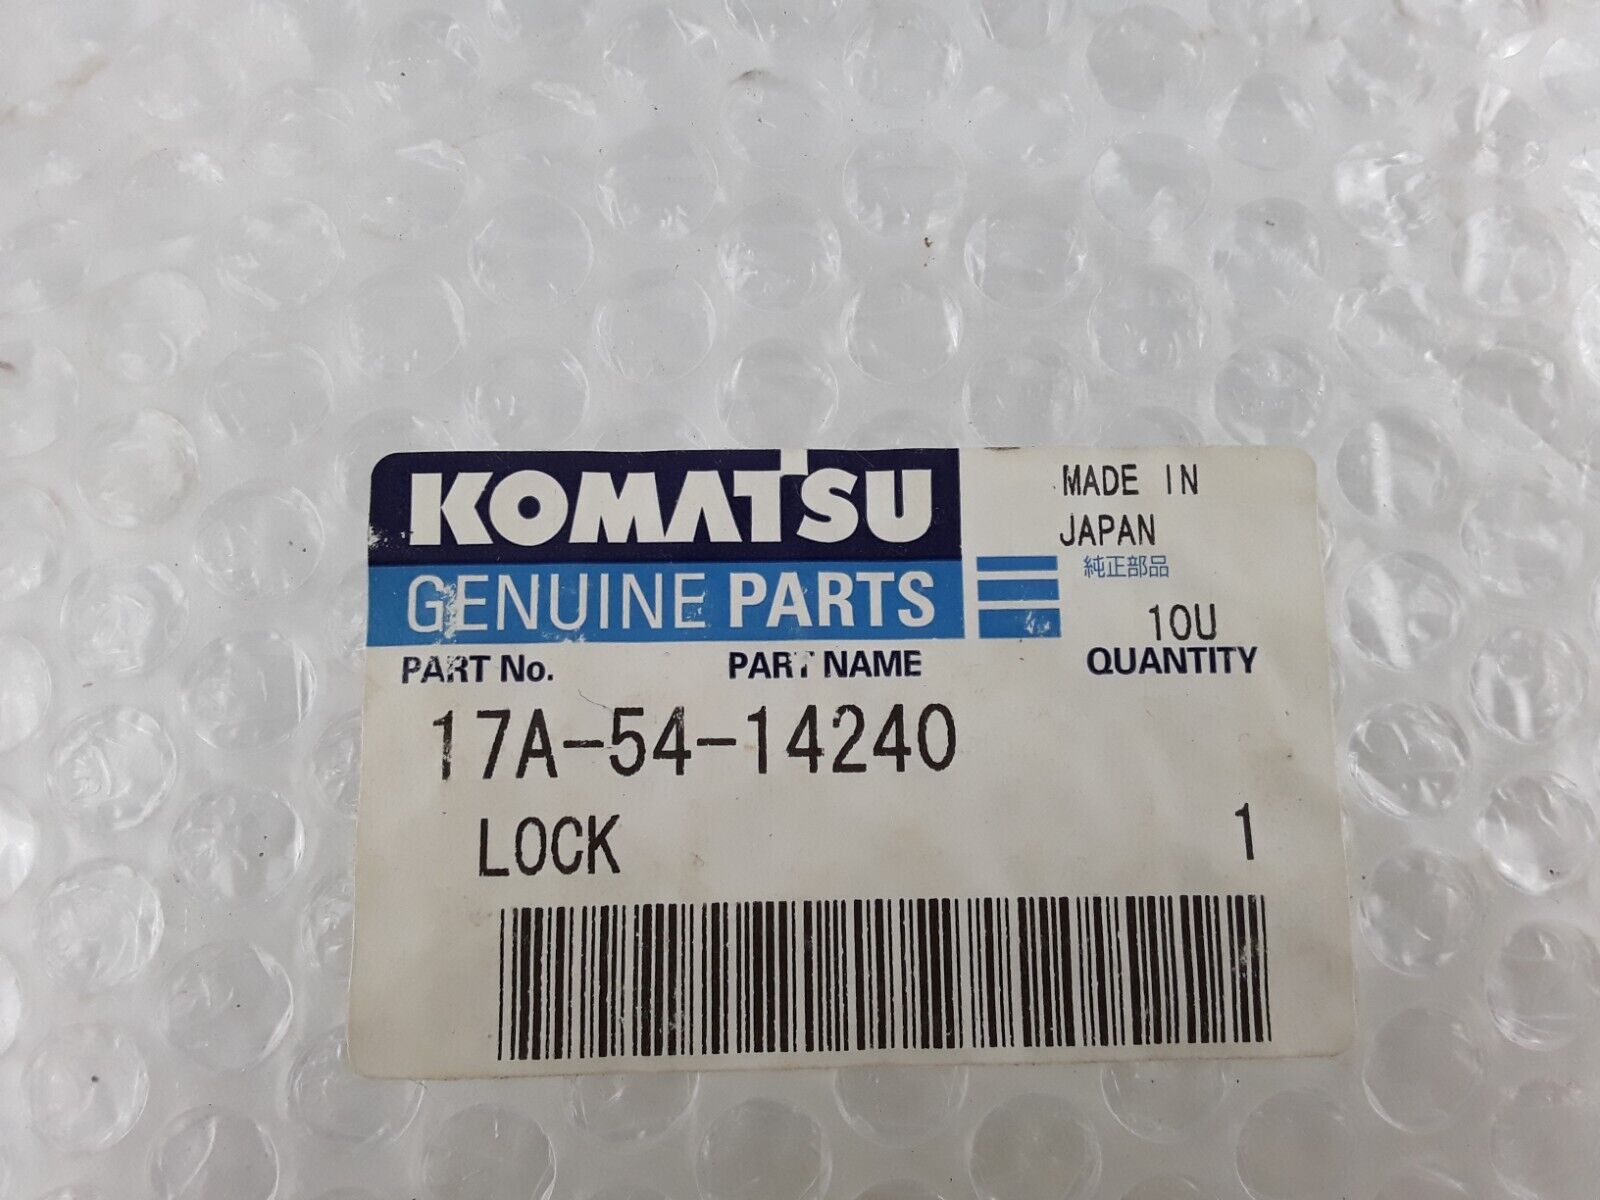 KOMATSU
GENUINE PARTS
MADE IN
JAPAN
純正部品
10U
PART No. PART NAME QUANTITY
17A-54-14240
LOCK 1